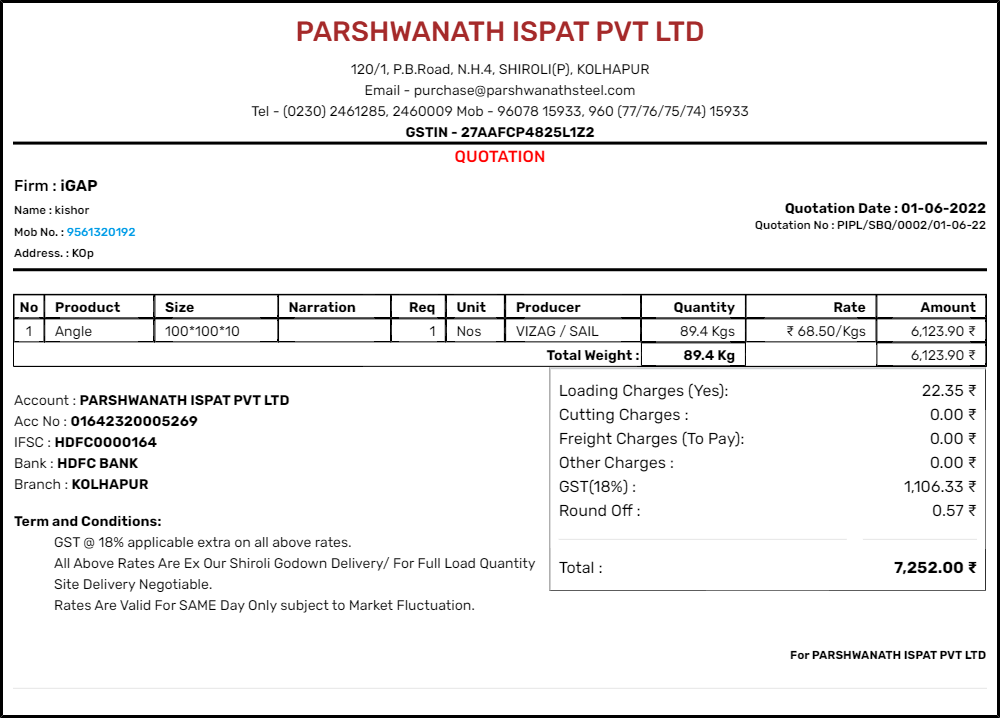 PARSHWANATH ISPAT PVT LTD
120/1, P.B.Road, N.H.4, SHIROLI(P), KOLHAPUR
Email - purchase@parshwanathsteel.com
Tel - (0230) 2461285, 2460009 Mob - 96078 15933, 960 (77/76/75/74) 15933
GSTIN - 27AAFCP4825L1Z2
QUOTATION
Firm : iGAP
Name : kishor
Mob No. : 9561320192
Address. : KOp
Quotation Date : 01-06-2022
Quotation No : PIPL/SBQ/0002/01-06-22
No Prooduct Size Narration Req Unit Producer Quantity Rate Amount
1 Angle 100*100*10 1 Nos VIZAG / SAIL 89.4 Kgs ₹ 68.50/Kgs 6,123.90 ₹
Total Weight : 89.4 Kg 6,123.90 ₹
Account : PARSHWANATH ISPAT PVT LTD
Acc No : 01642320005269
IFSC : HDFC0000164
Bank : HDFC BANK
Branch : KOLHAPUR
Term and Conditions:
GST @ 18% applicable extra on all above rates.
All Above Rates Are Ex Our Shiroli Godown Delivery/ For Full Load Quantity
Site Delivery Negotiable.
Rates Are Valid For SAME Day Only subject to Market Fluctuation.
Loading Charges (Yes): 22.35 ₹
Cutting Charges : 0.00 ₹
Freight Charges (To Pay): 0.00 ₹
Other Charges : 0.00 ₹
GST(18%) : 1,106.33 ₹
Round Off : 0.57 ₹
Total : 7,252.00 ₹
For PARSHWANATH ISPAT PVT LTD